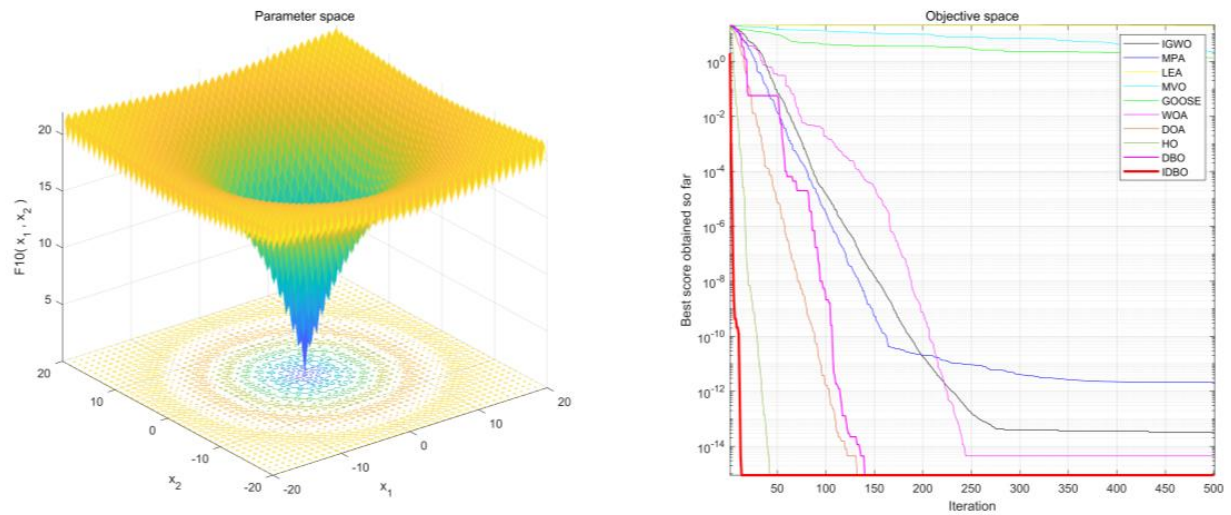 Parameter space
F10( x₁ , x₂ )
20
15
10
5
20
10
0
-10
-20
x₂
-20
-10
0
10
20
x₁
Objective space
Best score obtained so far
10⁰
10⁻²
10⁻⁴
10⁻⁶
10⁻⁸
10⁻¹⁰
10⁻¹²
10⁻¹⁴
50
100
150
200
250
300
350
400
450
500
Iteration
IGWO
MPA
LEA
MVO
GOOSE
WOA
DOA
HO
DBO
IDBO